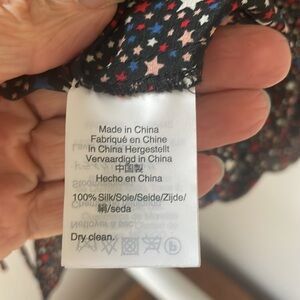 Made in China
Fabriqué en Chine
in China Hergestellt
Vervaardigd in China
中国製
Hecho en China
100% Silk/Soie/Seide/Zijde/
絹/seda
Dry clean.